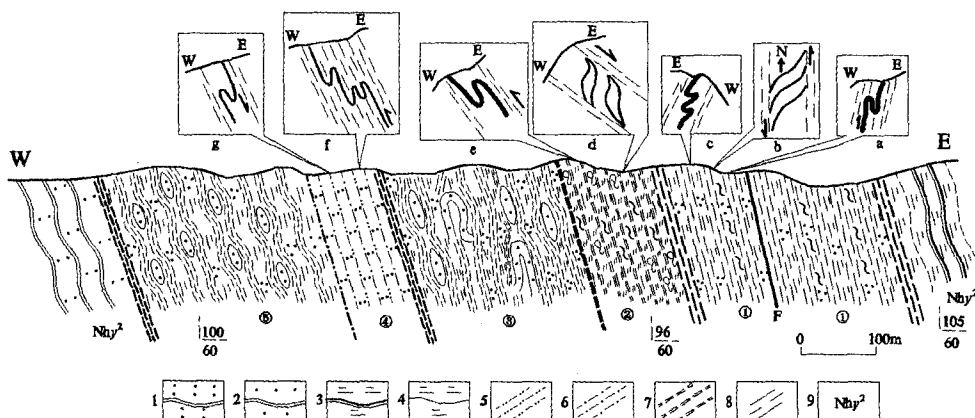 W E
g
W E
f
W E
e
W E
d
E W
c
N
b
W E
a
W E
Nhy²
⑤
100
60
④
③
②
96
60
①
F
①
0 100m
Nhy²
105
60
1 2 3 4 5 6 7 8 9 Nhy²